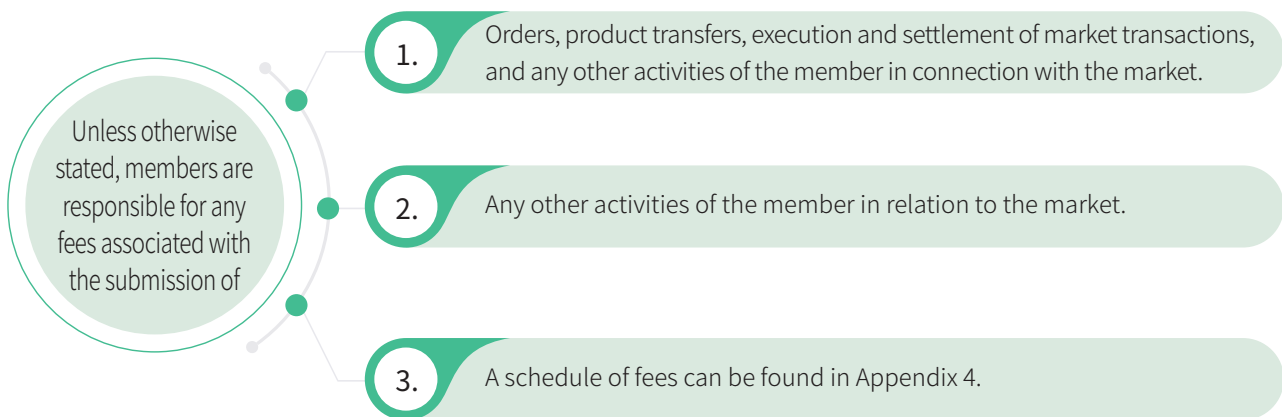 Unless otherwise
stated, members are
responsible for any
fees associated with
the submission of
1.
Orders, product transfers, execution and settlement of market transactions,
and any other activities of the member in connection with the market.
2.
Any other activities of the member in relation to the market.
3.
A schedule of fees can be found in Appendix 4.